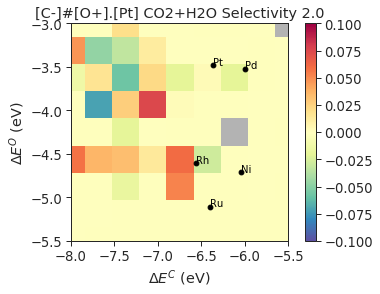 [C-]#[O+].[Pt] CO2+H2O Selectivity 2.0
−3.0
−3.5
−4.0
−4.5
−5.0
−5.5
ΔE^O (eV)
Pt
Pd
Rh
Ni
Ru
−8.0 −7.5 −7.0 −6.5 −6.0 −5.5
ΔE^C (eV)
0.100
0.075
0.050
0.025
0.000
−0.025
−0.050
−0.075
−0.100